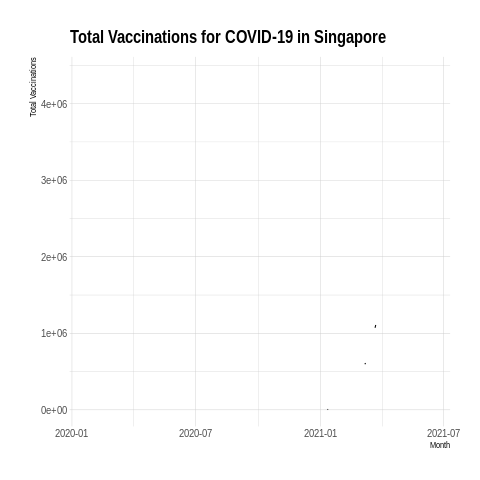 Total Vaccinations for COVID-19 in Singapore
Total Vaccinations
4e+06
3e+06
2e+06
1e+06
0e+00
2020-01 2020-07 2021-01 2021-07
Month